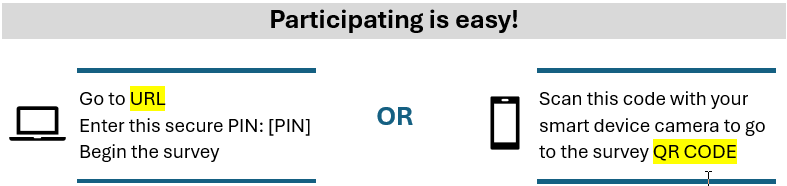 Participating is easy!
Go to URL
Enter this secure PIN: [PIN]
Begin the survey
OR
Scan this code with your
smart device camera to go
to the survey QR CODE